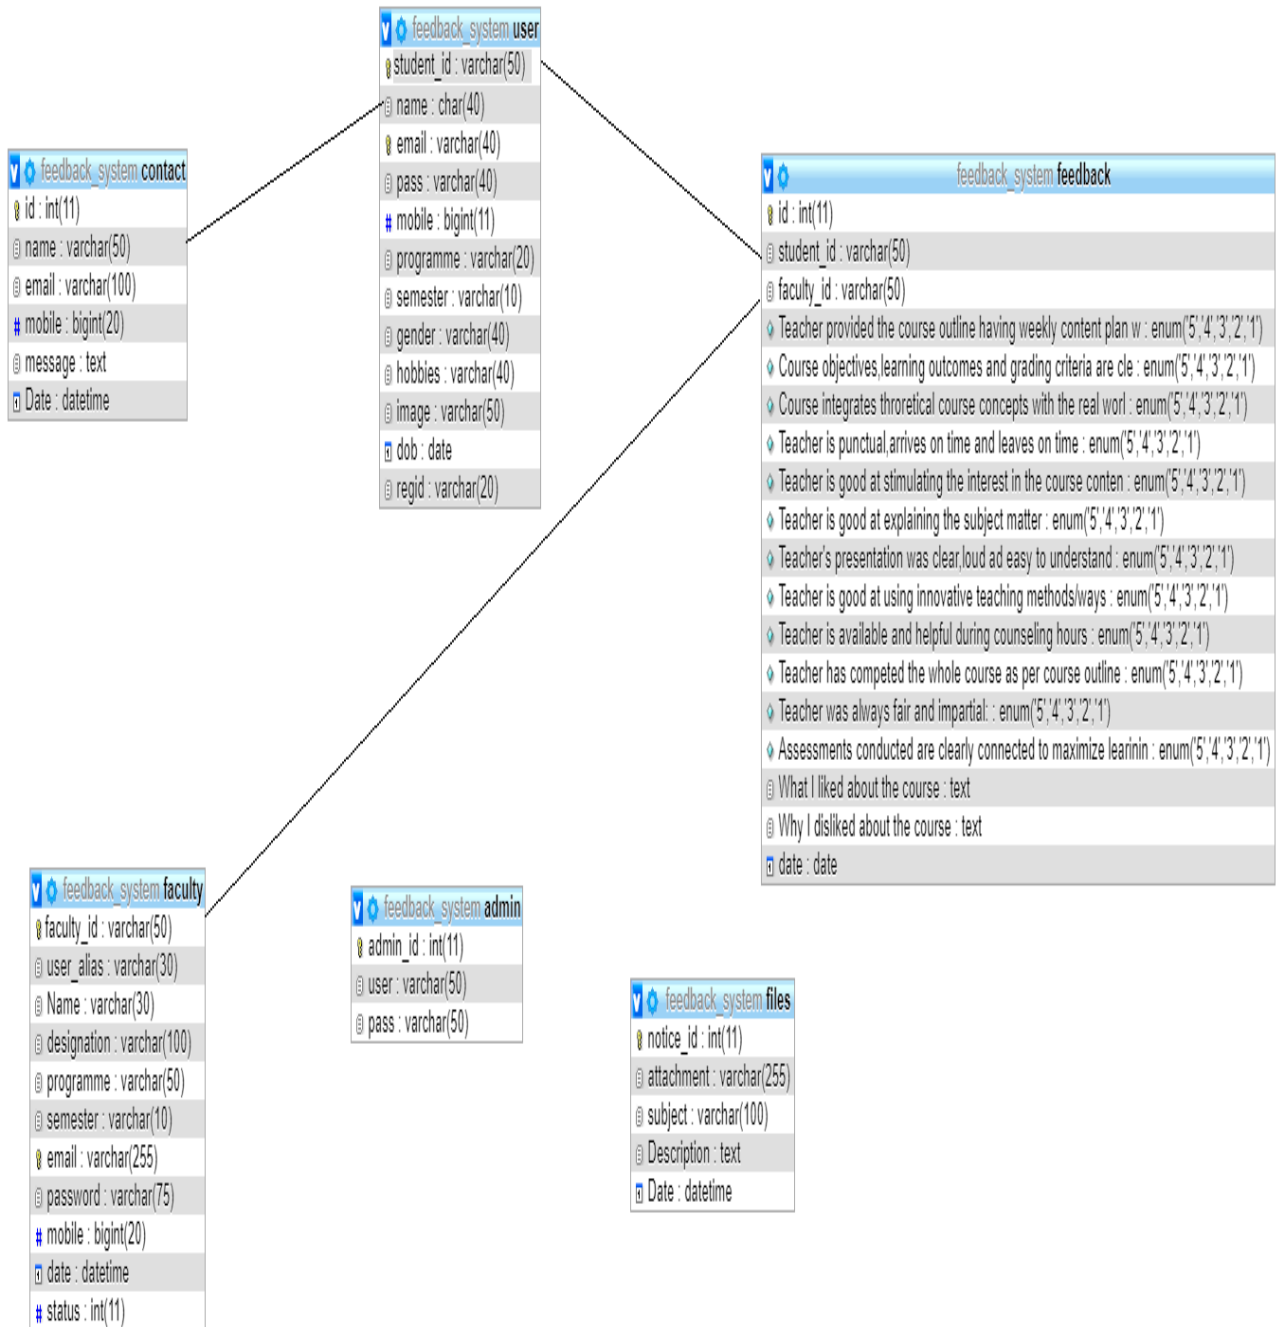 feedback_system user
student_id : varchar(50)
name : char(40)
email : varchar(40)
pass : varchar(40)
mobile : bigint(11)
programme : varchar(20)
semester : varchar(10)
gender : varchar(40)
hobbies : varchar(40)
image : varchar(50)
dob : date
regid : varchar(20)
feedback_system contact
id : int(11)
name : varchar(50)
email : varchar(100)
mobile : bigint(20)
message : text
Date : datetime
feedback_system feedback
id : int(11)
student_id : varchar(50)
faculty_id : varchar(50)
Teacher provided the course outline having weekly content plan w : enum('5','4','3','2','1')
Course objectives,learning outcomes and grading criteria are cle : enum('5','4','3','2','1')
Course integrates throretical course concepts with the real worl : enum('5','4','3','2','1')
Teacher is punctual,arrives on time and leaves on time : enum('5','4','3','2','1')
Teacher is good at stimulating the interest in the course conten : enum('5','4','3','2','1')
Teacher is good at explaining the subject matter : enum('5','4','3','2','1')
Teacher's presentation was clear,loud ad easy to understand : enum('5','4','3','2','1')
Teacher is good at using innovative teaching methods/ways : enum('5','4','3','2','1')
Teacher is available and helpful during counseling hours : enum('5','4','3','2','1')
Teacher has competed the whole course as per course outline : enum('5','4','3','2','1')
Teacher was always fair and impartial: : enum('5','4','3','2','1')
Assessments conducted are clearly connected to maximize learinin : enum('5','4','3','2','1')
What I liked about the course : text
Why I disliked about the course : text
date : date
feedback_system faculty
faculty_id : varchar(50)
user_alias : varchar(30)
Name : varchar(30)
designation : varchar(100)
programme : varchar(50)
semester : varchar(10)
email : varchar(255)
password : varchar(75)
mobile : bigint(20)
date : datetime
status : int(11)
feedback_system admin
admin_id : int(11)
user : varchar(50)
pass : varchar(50)
feedback_system files
notice_id : int(11)
attachment : varchar(255)
subject : varchar(100)
Description : text
Date : datetime